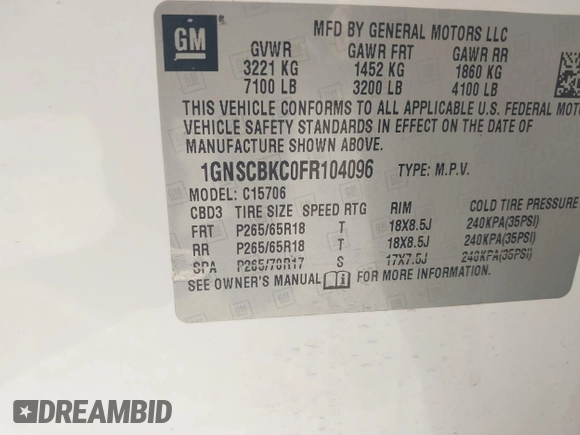 GM
MFD BY GENERAL MOTORS LLC
GVWR GAWR FRT GAWR RR
3221 KG 1452 KG 1860 KG
7100 LB 3200 LB 4100 LB
THIS VEHICLE CONFORMS TO ALL APPLICABLE U.S. FEDERAL MOTO
VEHICLE SAFETY STANDARDS IN EFFECT ON THE DATE OF
MANUFACTURE SHOWN ABOVE.
1GNSCBKC0FR104096 TYPE: M.P.V.
MODEL: C15706
CBD3 TIRE SIZE SPEED RTG RIM COLD TIRE PRESSUR
FRT P265/65R18 T 18X8.5J 240KPA(35PSI)
RR P265/65R18 T 18X8.5J 240KPA(35PSI)
SPA P265/70R17 S 17X7.5J 240KPA(35PSI)
SEE OWNER'S MANUAL FOR MORE INFORMATION.
DREAMBID